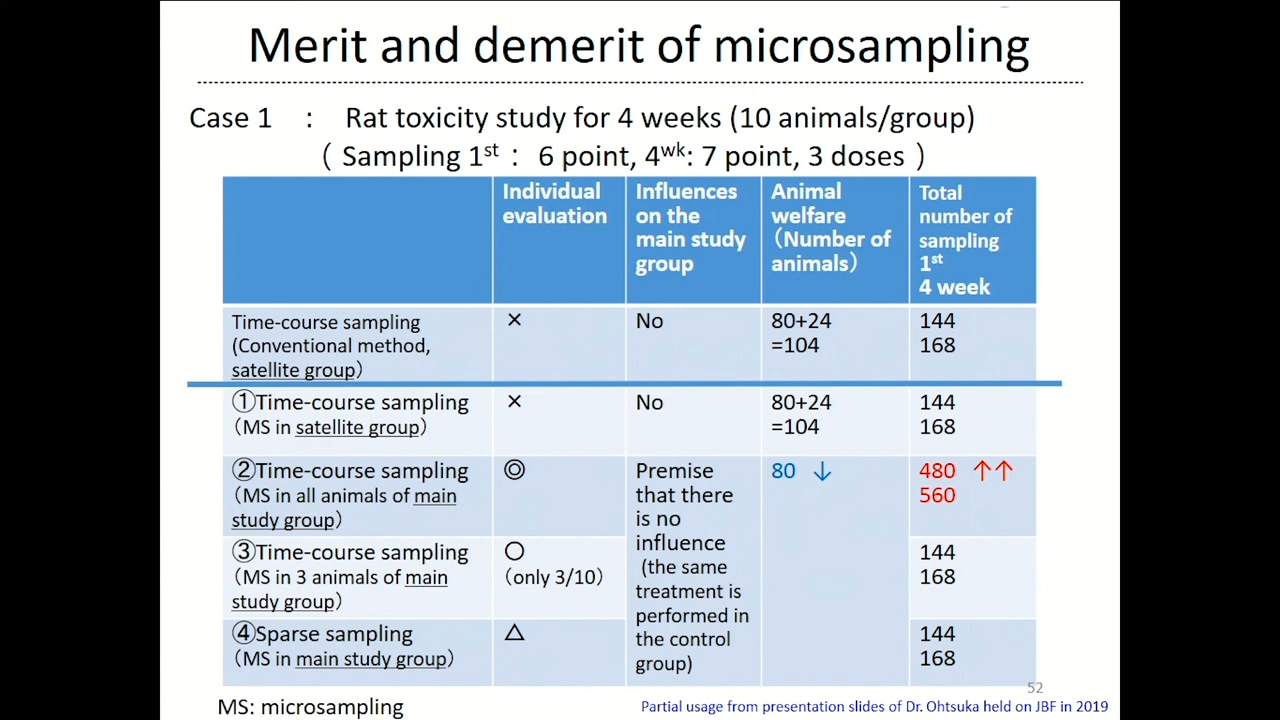 Merit and demerit of microsampling
Case 1 : Rat toxicity study for 4 weeks (10 animals/group)
( Sampling 1st : 6 point, 4wk: 7 point, 3 doses )
Individual evaluation
Influences on the main study group
Animal welfare (Number of animals)
Total number of sampling 1st 4 week
Time-course sampling
(Conventional method,
satellite group)
×
No
80+24
=104
144
168
①Time-course sampling
(MS in satellite group)
×
No
80+24
=104
144
168
②Time-course sampling
(MS in all animals of main
study group)
◎
Premise
that there
is no
influence
(the same
treatment is
performed in
the control
group)
80 ↓
480 ↑↑
560
③Time-course sampling
(MS in 3 animals of main
study group)
○
(only 3/10)
144
168
④Sparse sampling
(MS in main study group)
△
144
168
52
MS: microsampling
Partial usage from presentation slides of Dr. Ohtsuka held on JBF in 2019